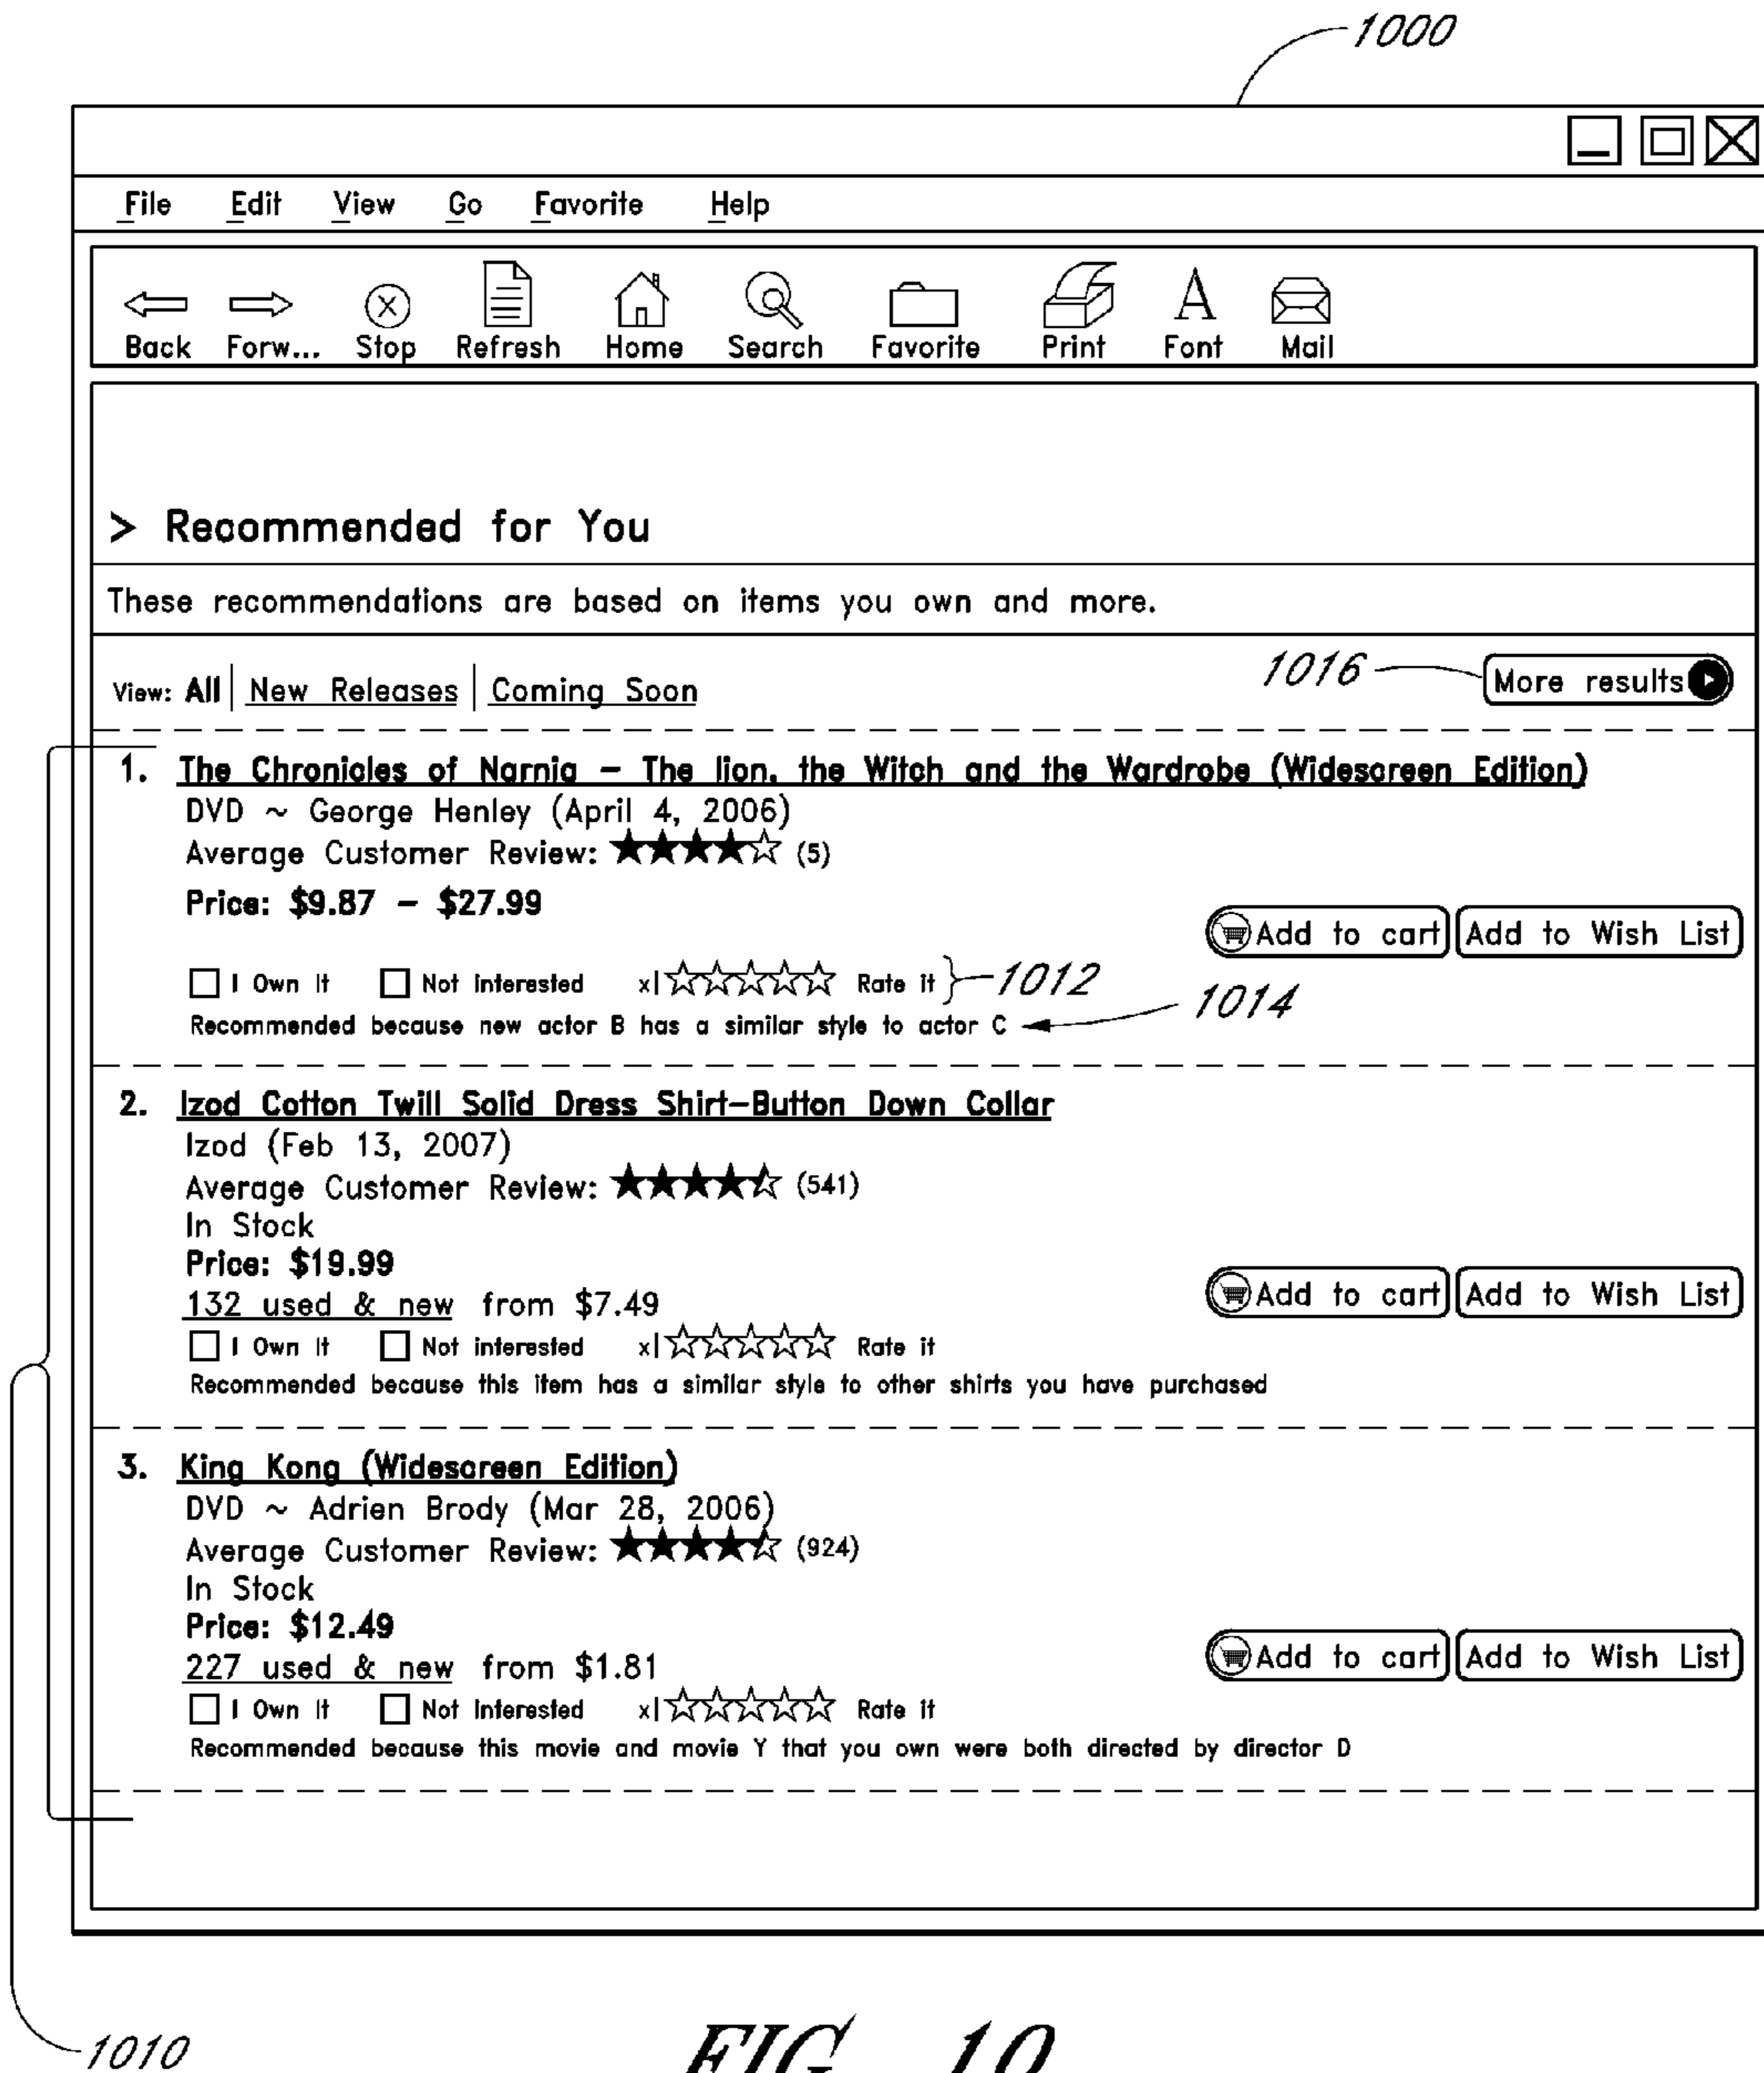 1000
File Edit View Go Favorite Help
Back Forw... Stop Refresh Home Search Favorite Print Font Mail
> Recommended for You
These recommendations are based on items you own and more.
View: All | New Releases | Coming Soon 1016 More results
1. The Chronicles of Narnia – The lion, the Witch and the Wardrobe (Widescreen Edition)
DVD ~ George Henley (April 4, 2006)
Average Customer Review: ★★★★☆ (5)
Price: $9.87 – $27.99
Add to cart Add to Wish List
I Own It Not interested x|☆☆☆☆☆ Rate it 1012
Recommended because new actor B has a similar style to actor C 1014
2. Izod Cotton Twill Solid Dress Shirt–Button Down Collar
Izod (Feb 13, 2007)
Average Customer Review: (541)
In Stock
Price: $19.99
132 used & new from $7.49 Add to cart Add to Wish List
I Own It Not interested x|☆☆☆☆☆ Rate it
Recommended because this item has a similar style to other shirts you have purchased
3. King Kong (Widescreen Edition)
DVD ~ Adrien Brody (Mar 28, 2006)
Average Customer Review: (924)
In Stock
Price: $12.49
227 used & new from $1.81 Add to cart Add to Wish List
I Own It Not Interested x|☆☆☆☆☆ Rate it
Recommended because this movie and movie Y that you own were both directed by director D
1010
FIG. 10